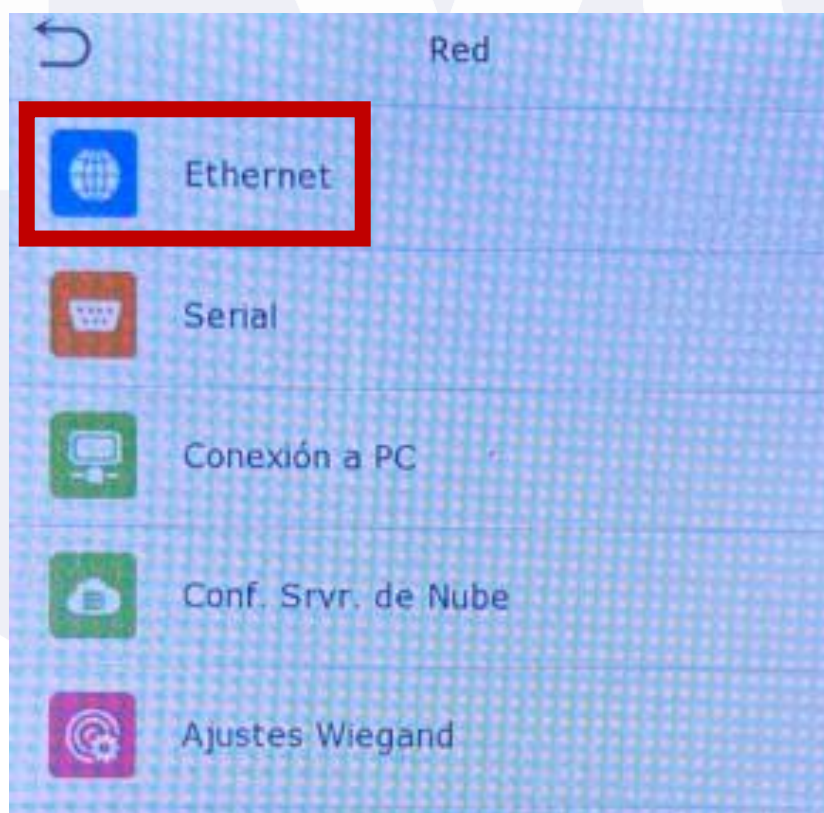 Red
Ethernet
Serial
Conexión a PC
Conf. Srvr. de Nube
Ajustes Wiegand